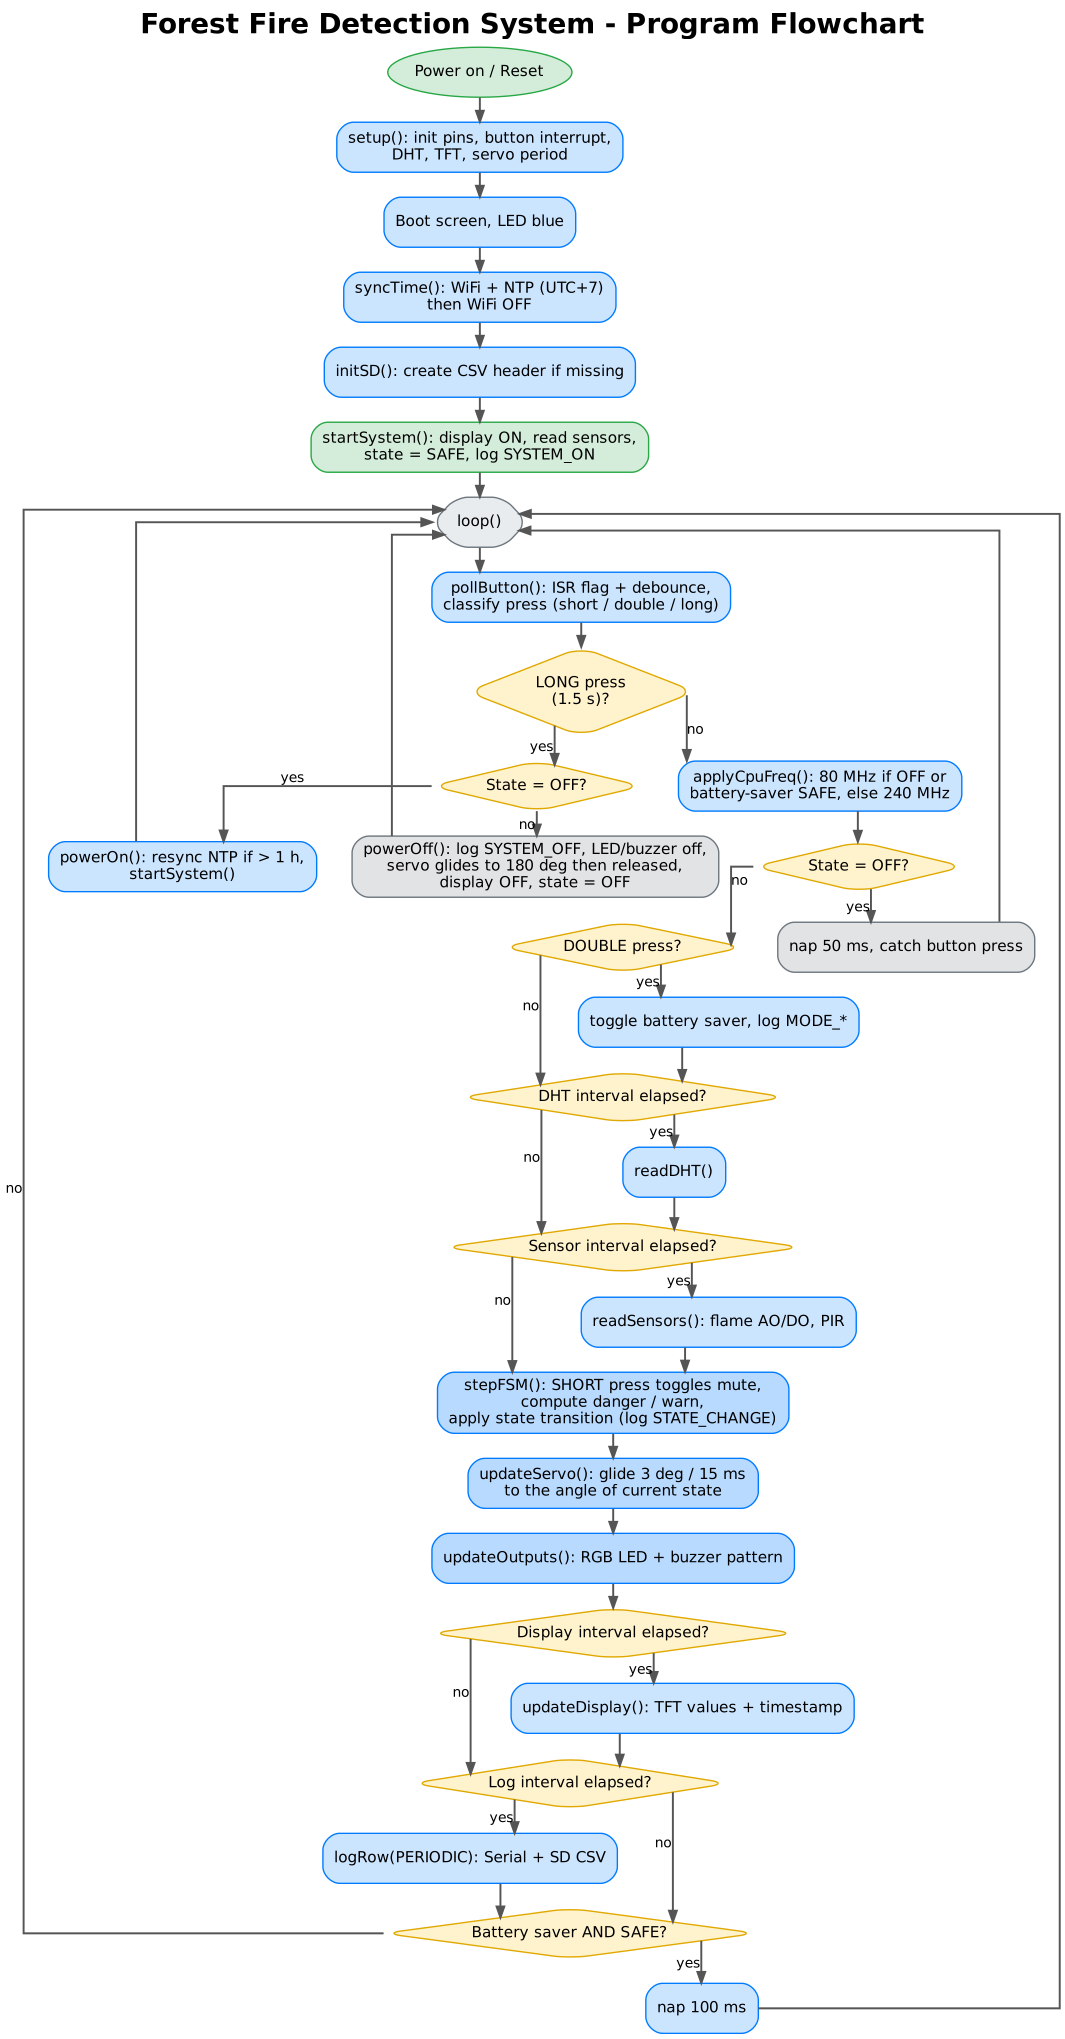 Forest Fire Detection System - Program Flowchart
Power on / Reset
setup(): init pins, button interrupt,
DHT, TFT, servo period
Boot screen, LED blue
syncTime(): WiFi + NTP (UTC+7)
then WiFi OFF
initSD(): create CSV header if missing
startSystem(): display ON, read sensors,
state = SAFE, log SYSTEM_ON
loop()
pollButton(): ISR flag + debounce,
classify press (short / double / long)
LONG press
(1.5 s)?
yes
no
State = OFF?
yes
no
applyCpuFreq(): 80 MHz if OFF or
battery-saver SAFE, else 240 MHz
powerOn(): resync NTP if > 1 h,
startSystem()
powerOff(): log SYSTEM_OFF, LED/buzzer off,
servo glides to 180 deg then released,
display OFF, state = OFF
State = OFF?
no
yes
nap 50 ms, catch button press
DOUBLE press?
no
yes
toggle battery saver, log MODE_*
DHT interval elapsed?
no
yes
readDHT()
Sensor interval elapsed?
no
yes
readSensors(): flame AO/DO, PIR
stepFSM(): SHORT press toggles mute,
compute danger / warn,
apply state transition (log STATE_CHANGE)
updateServo(): glide 3 deg / 15 ms
to the angle of current state
updateOutputs(): RGB LED + buzzer pattern
Display interval elapsed?
no
yes
updateDisplay(): TFT values + timestamp
Log interval elapsed?
yes
no
logRow(PERIODIC): Serial + SD CSV
Battery saver AND SAFE?
no
yes
nap 100 ms